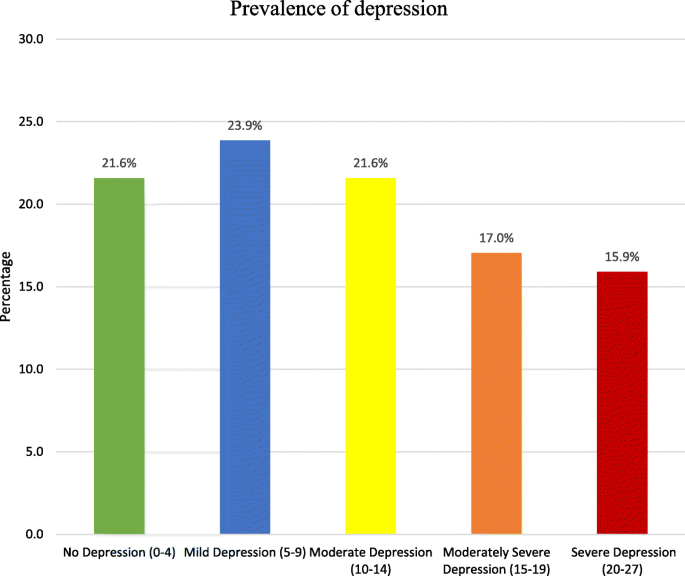 Prevalence of depression
30.0
25.0
20.0
15.0
10.0
5.0
0.0
Percentage
21.6%
23.9%
21.6%
17.0%
15.9%
No Depression (0-4)
Mild Depression (5-9)
Moderate Depression
(10-14)
Moderately Severe
Depression (15-19)
Severe Depression
(20-27)